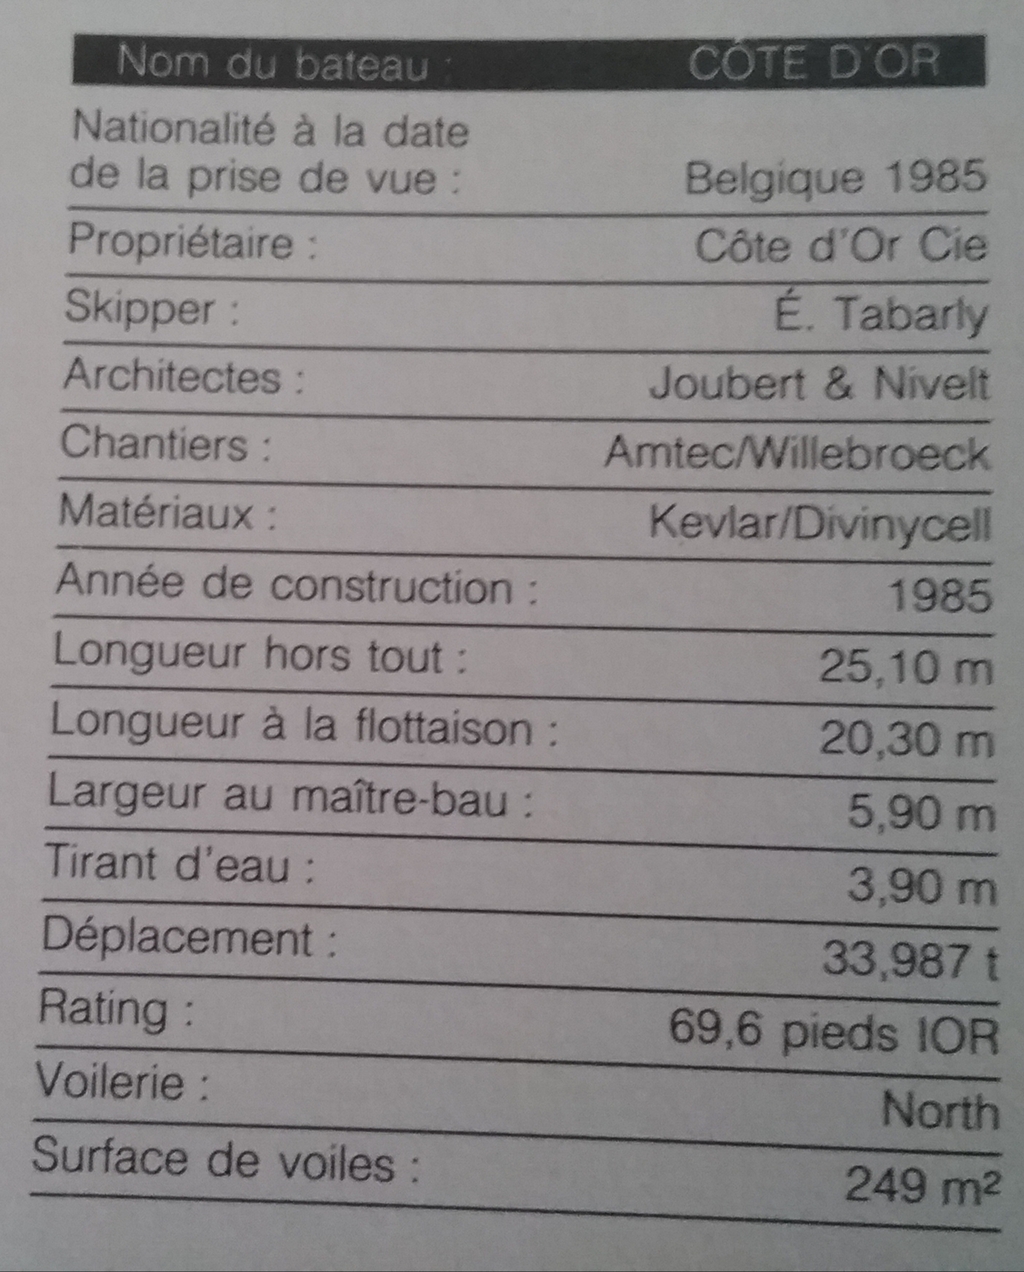 Nom du bateau : CÔTE D'OR
Nationalité à la date
de la prise de vue : Belgique 1985
Propriétaire : Côte d'Or Cie
Skipper : É. Tabarly
Architectes : Joubert & Nivelt
Chantiers : Amtec/Willebroeck
Matériaux : Kevlar/Divinycell
Année de construction : 1985
Longueur hors tout : 25,10 m
Longueur à la flottaison : 20,30 m
Largeur au maître-bau : 5,90 m
Tirant d'eau : 3,90 m
Déplacement : 33,987 t
Rating : 69,6 pieds IOR
Voilerie : North
Surface de voiles : 249 m²